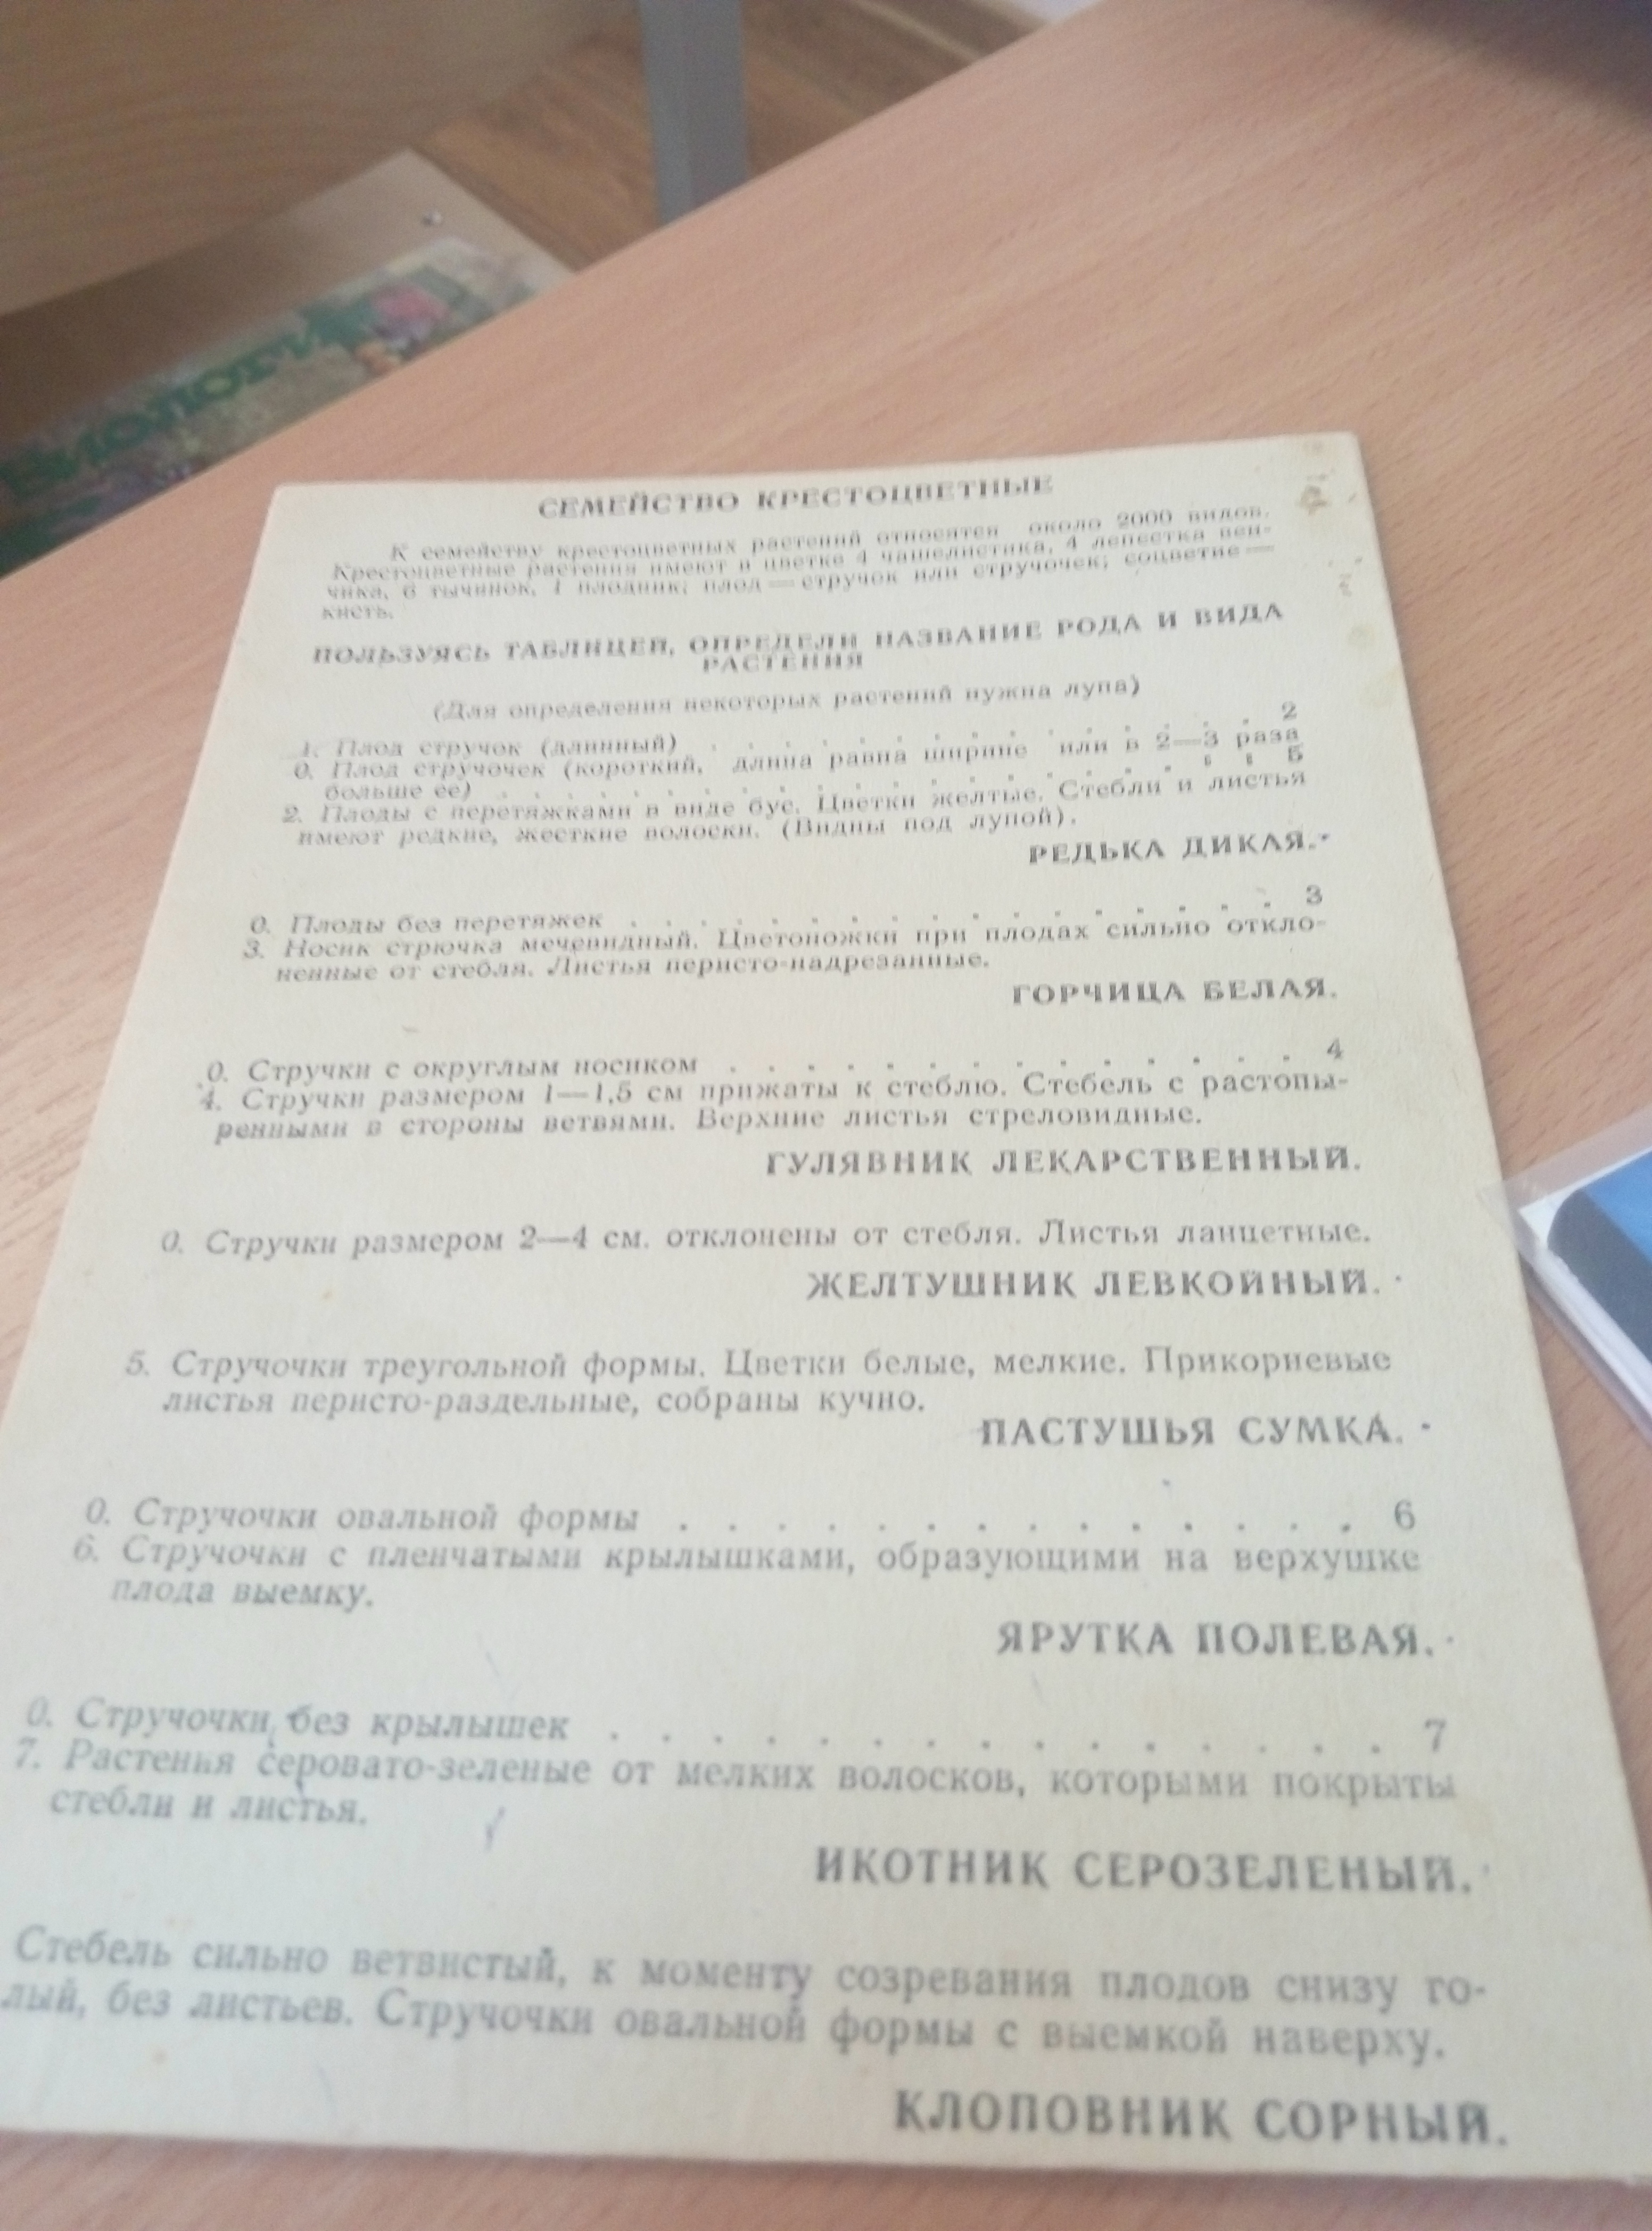 БИОЛОГИЯ
СЕМЕЙСТВО КРЕСТОЦВЕТНЫЕ
К семейству крестоцветных растений относятся около 2000 видов.
Крестоцветные растения имеют в цветке 4 чашелистика, 4 лепестка вен-
чика, 6 тычинок, 1 плодник; плод — стручок или стручочек; соцветие —
кисть.
ПОЛЬЗУЯСЬ ТАБЛИЦЕЙ, ОПРЕДЕЛИ НАЗВАНИЕ РОДА И ВИДА
РАСТЕНИЯ
(Для определения некоторых растений нужна лупа)
1. Плод стручок (длинный) . . . . . . . . . 2
0. Плод стручочек (короткий, длина равна ширине или в 2—3 раза
больше ее) . . . . . . . . . . . . . . 5
2. Плоды с перетяжками в виде бус. Цветки желтые. Стебли и листья
имеют редкие, жесткие волоски. (Видны под лупой).
РЕДЬКА ДИКАЯ.
0. Плоды без перетяжек . . . . . . . . . . . . 3
3. Носик стрючка мечевидный. Цветоножки при плодах сильно откло-
ненные от стебля. Листья перисто-надрезанные.
ГОРЧИЦА БЕЛАЯ.
0. Стручки с округлым носиком . . . . . . . . . . . . . 4
4. Стручки размером 1—1,5 см прижаты к стеблю. Стебель с растопы-
ренными в стороны ветвями. Верхние листья стреловидные.
ГУЛЯВНИК ЛЕКАРСТВЕННЫЙ.
0. Стручки размером 2—4 см. отклонены от стебля. Листья ланцетные.
ЖЕЛТУШНИК ЛЕВКОЙНЫЙ.
5. Стручочки треугольной формы. Цветки белые, мелкие. Прикорневые
листья перисто-раздельные, собраны кучно.
ПАСТУШЬЯ СУМКА.
0. Стручочки овальной формы . . . . . . . . . . . . . . 6
6. Стручочки с пленчатыми крылышками, образующими на верхушке
плода выемку.
ЯРУТКА ПОЛЕВАЯ.
0. Стручочки без крылышек . . . . . . . . . . . . . . . 7
7. Растения серовато-зеленые от мелких волосков, которыми покрыты
стебли и листья.
ИКОТНИК СЕРОЗЕЛЕНЫЙ.
Стебель сильно ветвистый, к моменту созревания плодов снизу го-
лый, без листьев. Стручочки овальной формы с выемкой наверху.
КЛОПОВНИК СОРНЫЙ.